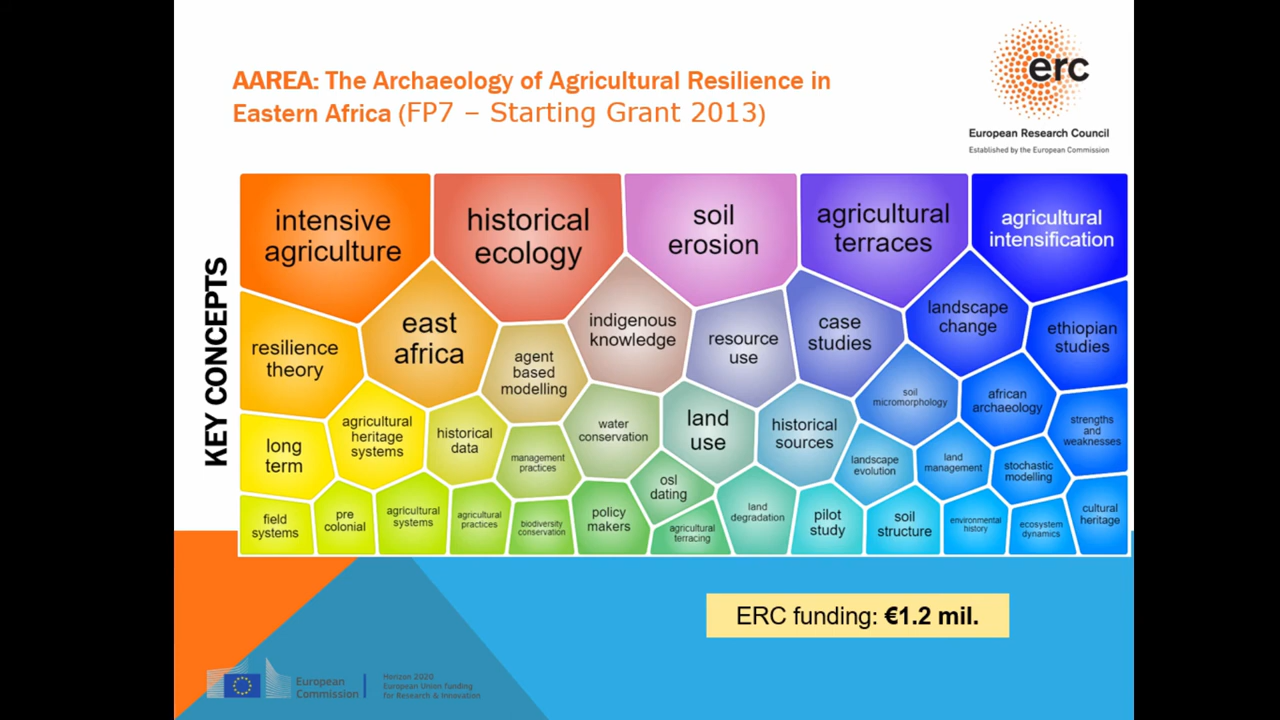 AAREA: The Archaeology of Agricultural Resilience in
Eastern Africa (FP7 – Starting Grant 2013)
erc
European Research Council
Established by the European Commission
KEY CONCEPTS
intensive
agriculture
historical
ecology
soil
erosion
agricultural
terraces
agricultural
intensification
resilience
theory
east
africa
agent
based
modelling
indigenous
knowledge
resource
use
case
studies
landscape
change
ethiopian
studies
long
term
agricultural
heritage
systems
historical
data
management
practices
water
conservation
land
use
historical
sources
soil
micromorphology
african
archaeology
strengths
and
weaknesses
osl
dating
landscape
evolution
land
management
stochastic
modelling
field
systems
pre
colonial
agricultural
systems
agricultural
practices
biodiversity
conservation
policy
makers
agricultural
terracing
land
degradation
pilot
study
soil
structure
environmental
history
ecosystem
dynamics
cultural
heritage
ERC funding: €1.2 mil.
European
Commission
Horizon 2020
European Union funding
for Research & Innovation